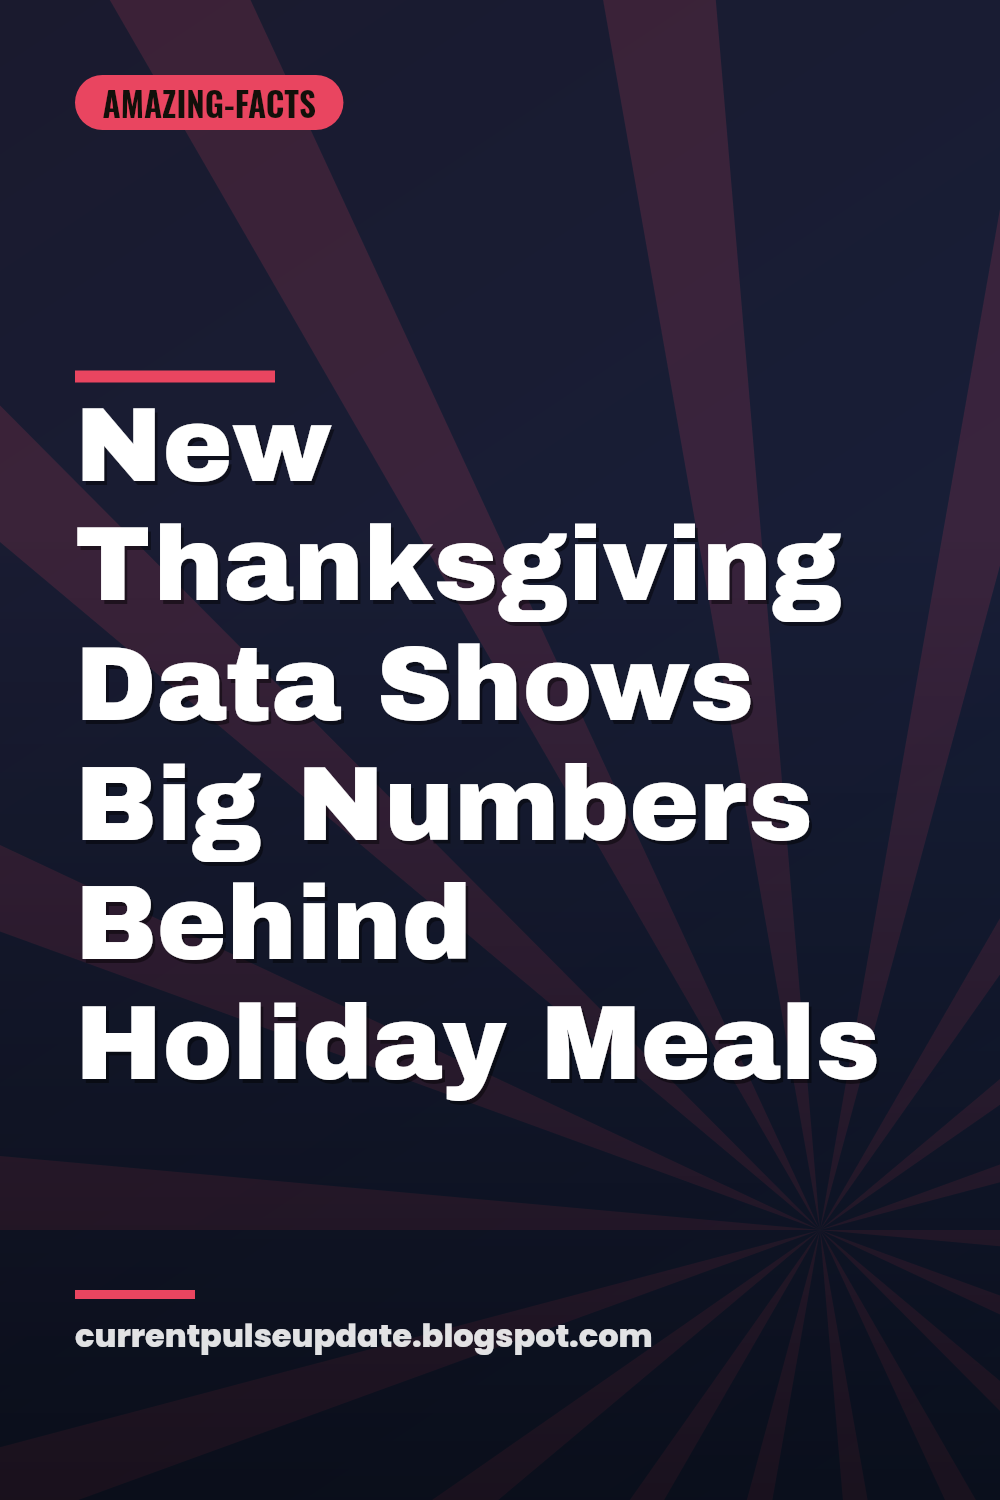 AMAZING-FACTS
New
Thanksgiving
Data Shows
Big Numbers
Behind
Holiday Meals
currentpulseupdate.blogspot.com